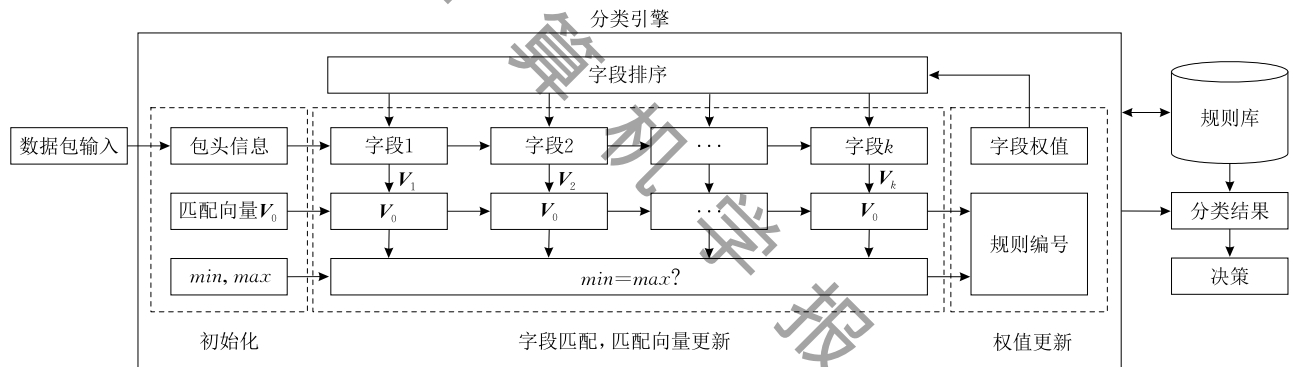 分类引擎
字段排序
数据包输入
包头信息
字段1
字段2
···
字段k
字段权值
规则库
V₁
V₂
Vₖ
匹配向量V₀
V₀
V₀
···
V₀
规则编号
分类结果
min, max
min=max?
决策
初始化
字段匹配,匹配向量更新
权值更新
算机学报